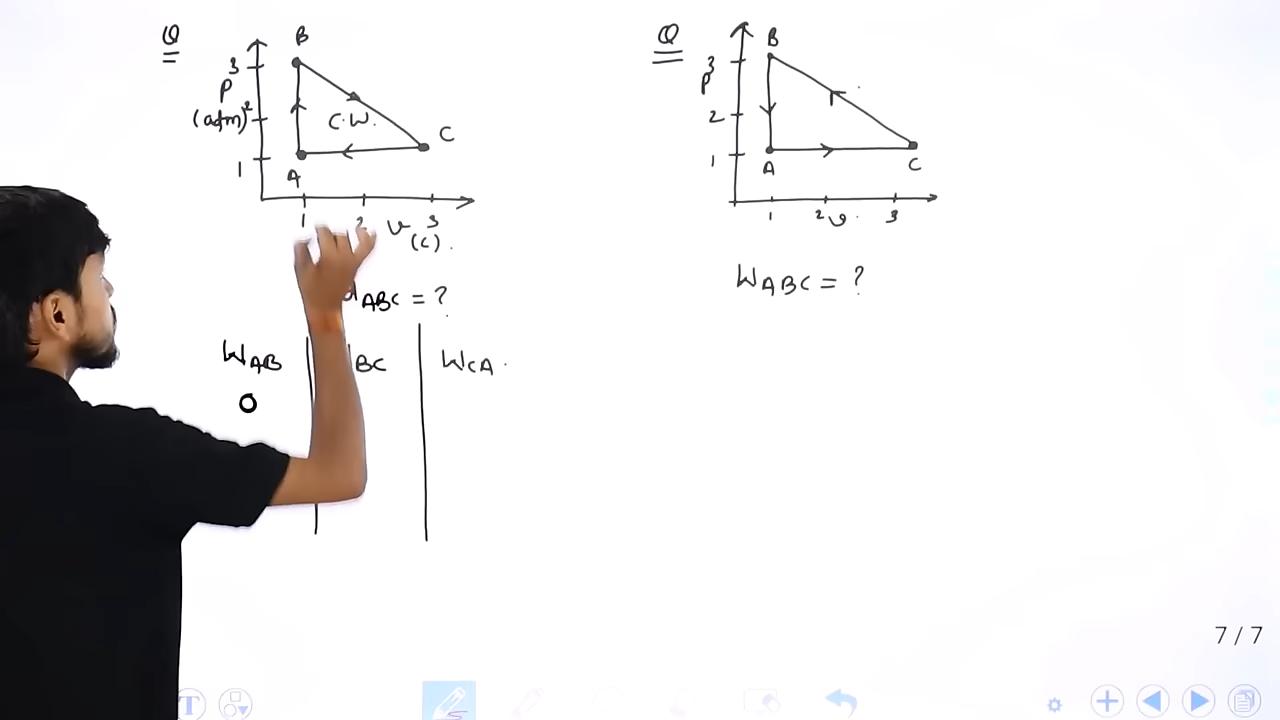 Q
B
3
P
(atm) 2
C.W.
C
1
A
1 2 V 3
(L).
ABC = ?
WAB
BC
WCA.
0
Q
B
3
P
2
1
A
C
1 2 V. 3
WABC = ?
7 / 7
T